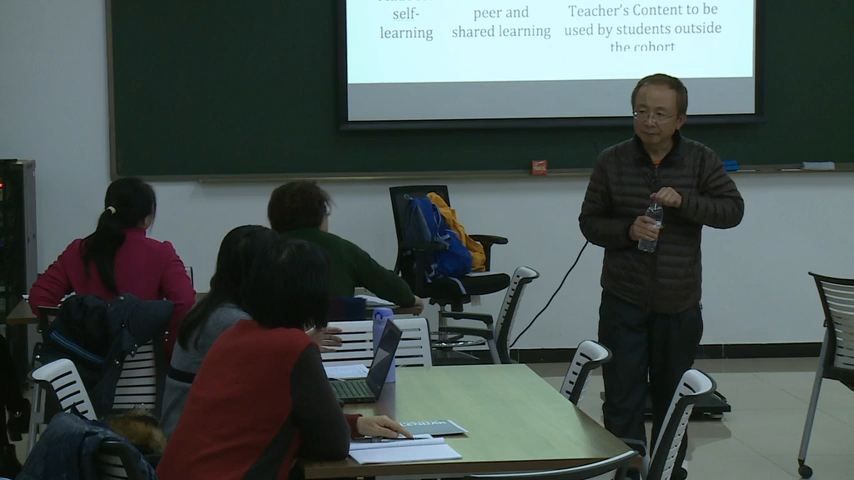 self-
learning
peer and
shared learning
Teacher's Content to be
used by students outside
the cohort